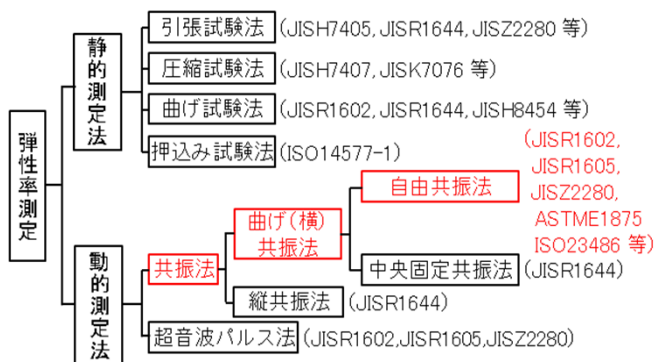 弾性率測定
静的測定法
引張試験法 (JISH7405,JISR1644,JISZ2280 等)
圧縮試験法 (JISH7407,JISK7076 等)
曲げ試験法 (JISR1602,JISR1644,JISH8454 等)
押込み試験法 (ISO14577-1)
動的測定法
共振法
曲げ(横)
共振法
自由共振法
(JISR1602,
JISR1605,
JISZ2280,
ASTME1875
ISO23486 等)
中央固定共振法 (JISR1644)
縦共振法 (JISR1644)
超音波パルス法 (JISR1602,JISR1605,JISZ2280)